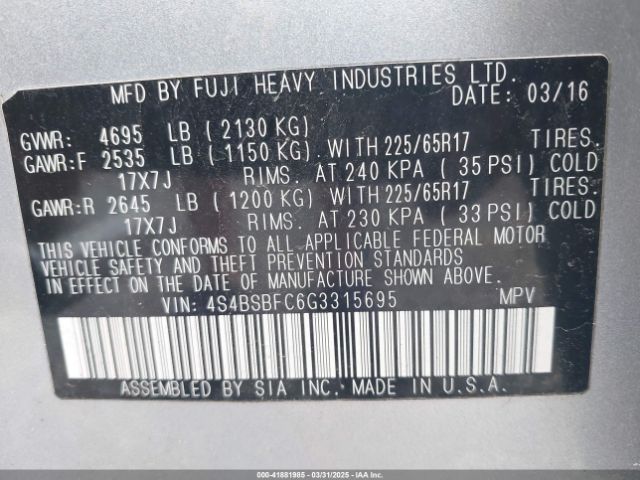 MFD BY FUJI HEAVY INDUSTRIES LTD.
DATE: 03/16
GVWR: 4695 LB ( 2130 KG)
GAWR:F 2535 LB ( 1150 KG) WITH 225/65R17 TIRES.
17X7J RIMS. AT 240 KPA ( 35 PSI) COLD
GAWR:R 2645 LB ( 1200 KG) WITH 225/65R17 TIRES.
17X7J RIMS. AT 230 KPA ( 33 PSI) COLD
THIS VEHICLE CONFORMS TO ALL APPLICABLE FEDERAL MOTOR
VEHICLE SAFETY AND THEFT PREVENTION STANDARDS IN
EFFECT ON THE DATE OF MANUFACTURE SHOWN ABOVE.
VIN: 4S4BSBFC6G3315695 MPV
ASSEMBLED BY SIA INC. MADE IN U.S.A.
000-41881985 - 03/31/2025 - IAAI.COM